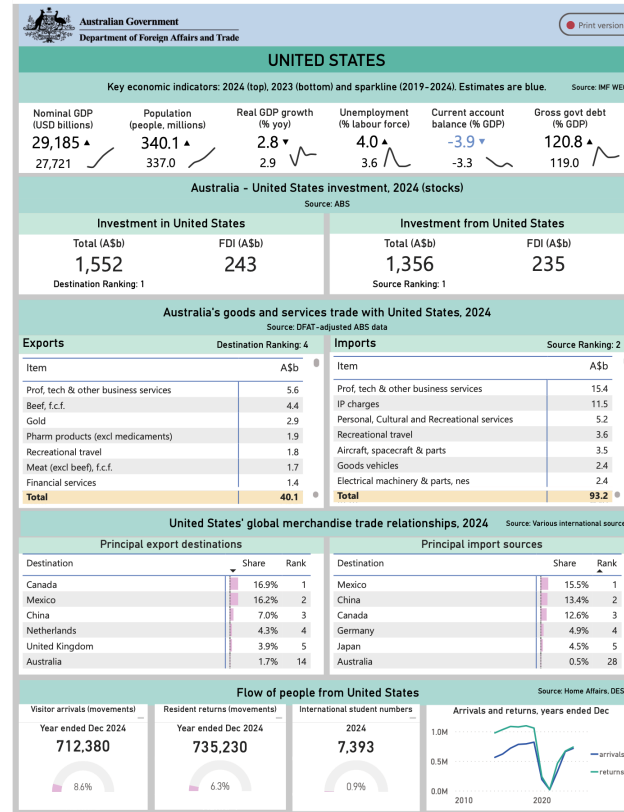 Australian Government
Department of Foreign Affairs and Trade
Print version
UNITED STATES
Key economic indicators: 2024 (top), 2023 (bottom) and sparkline (2019-2024). Estimates are blue.
Source: IMF
Nominal GDP (USD billions)
29,185 ▲
27,721
Population (people, millions)
340.1 ▲
337.0
Real GDP growth (% yoy)
2.8 ▼
2.9
Unemployment (% labour force)
4.0 ▲
3.6
Current account balance (% GDP)
-3.9 ▼
-3.3
Gross govt debt (% GDP)
120.8 ▲
119.0
Australia - United States investment, 2024 (stocks)
Source: ABS
Investment in United States
Total (A$b)
1,552
Destination Ranking: 1
FDI (A$b)
243
Investment from United States
Total (A$b)
1,356
Source Ranking: 1
FDI (A$b)
235
Australia's goods and services trade with United States, 2024
Source: DFAT-adjusted ABS data
Exports Destination Ranking: 4
Item A$b
Prof, tech & other business services 5.6
Beef, f.c.f. 4.4
Gold 2.9
Pharm products (excl medicaments) 1.9
Recreational travel 1.8
Meat (excl beef), f.c.f. 1.7
Financial services 1.4
Total 40.1
Imports Source Ranking: 2
Item A$b
Prof, tech & other business services 15.4
IP charges 11.5
Personal, Cultural and Recreational services 5.2
Recreational travel 3.6
Aircraft, spacecraft & parts 3.5
Goods vehicles 2.4
Electrical machinery & parts, nes 2.4
Total 93.2
United States' global merchandise trade relationships, 2024
Source: Various international source
Principal export destinations
Destination Share Rank
Canada 16.9% 1
Mexico 16.2% 2
China 7.0% 3
Netherlands 4.3% 4
United Kingdom 3.9% 5
Australia 1.7% 14
Principal import sources
Destination Share Rank
Mexico 15.5% 1
China 13.4% 2
Canada 12.6% 3
Germany 4.9% 4
Japan 4.5% 5
Australia 0.5% 28
Flow of people from United States
Source: Home Affairs, DES
Visitor arrivals (movements)
Year ended Dec 2024
712,380
8.6%
Resident returns (movements)
Year ended Dec 2024
735,230
6.3%
International student numbers
2024
7,393
0.9%
Arrivals and returns, years ended Dec
1.0M
0.5M
0.0M
2010 2020
arrivals
returns